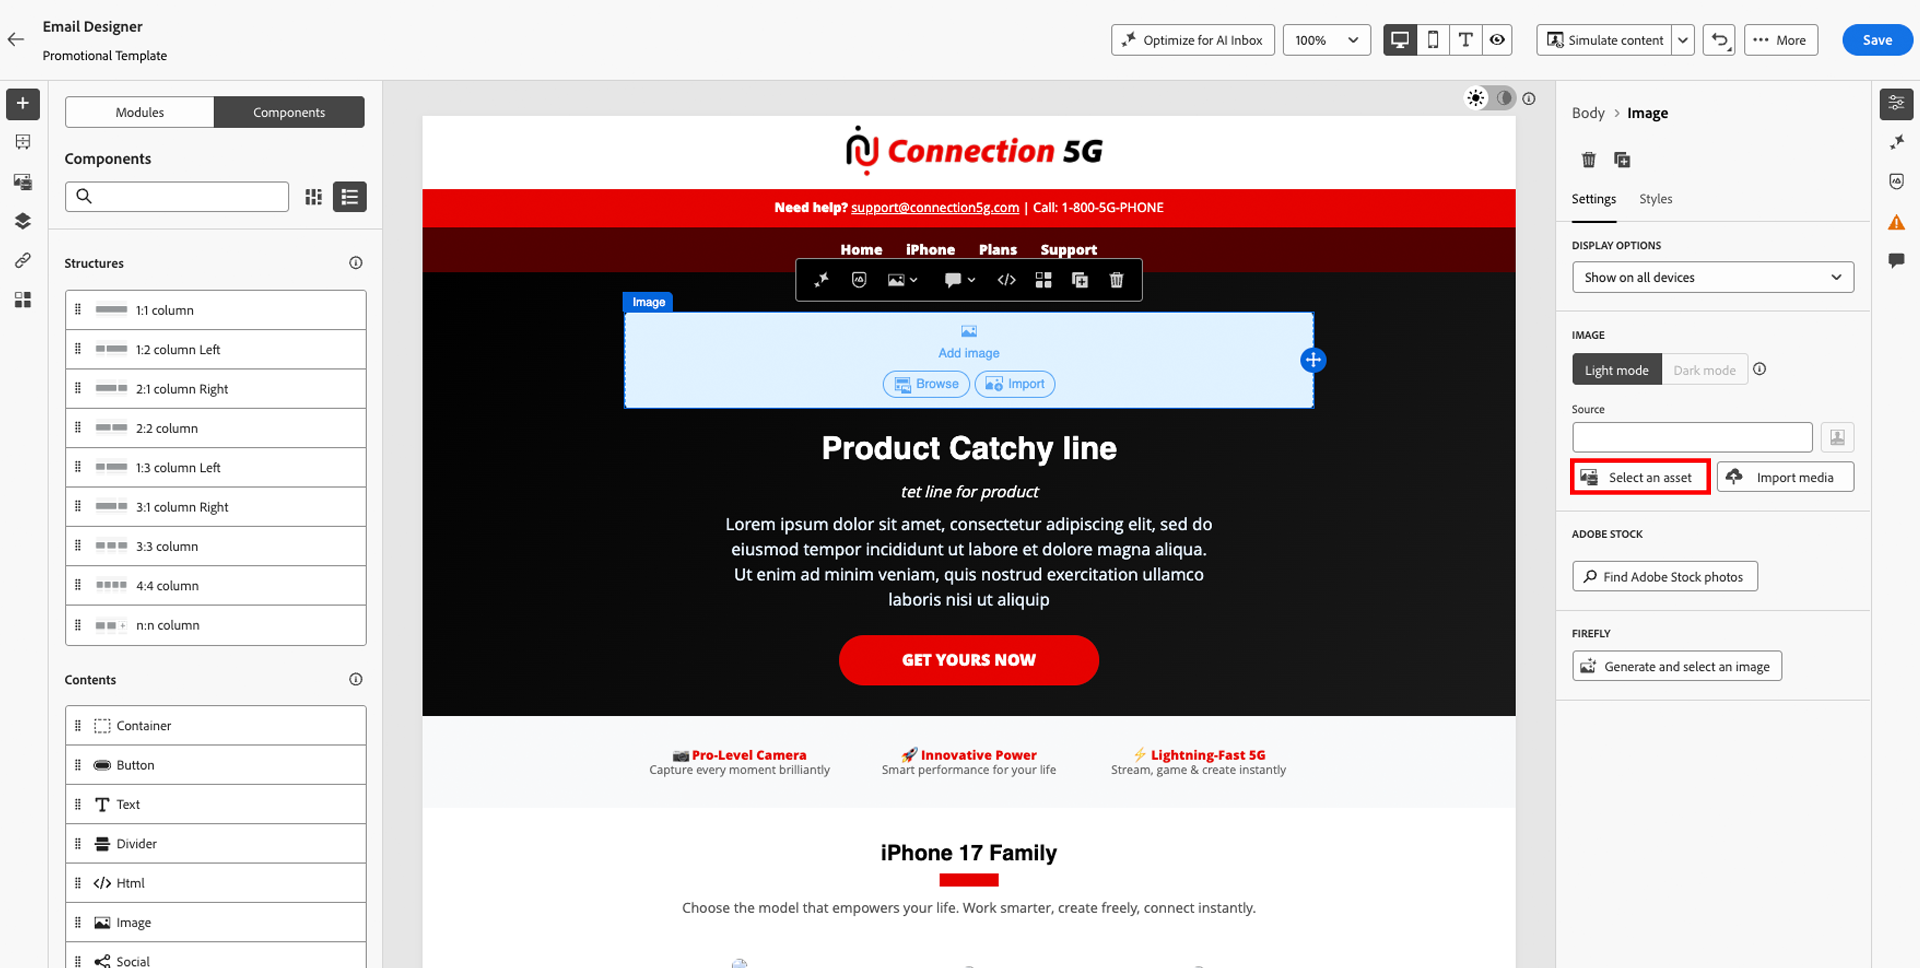 Email Designer
Promotional Template
Optimize for AI Inbox
100%
Simulate content
More
Save
Modules
Components
Components
Structures
1:1 column
1:2 column Left
2:1 column Right
2:2 column
1:3 column Left
3:1 column Right
3:3 column
4:4 column
n:n column
Contents
Container
Button
Text
Divider
Html
Image
Social
Connection 5G
Need help? support@connection5g.com | Call: 1-800-5G-PHONE
Home iPhone Plans Support
Image
Add image
Browse
Import
Product Catchy line
tet line for product
Lorem ipsum dolor sit amet, consectetur adipiscing elit, sed do
eiusmod tempor incididunt ut labore et dolore magna aliqua.
Ut enim ad minim veniam, quis nostrud exercitation ullamco
laboris nisi ut aliquip
GET YOURS NOW
📷 Pro-Level Camera
Capture every moment brilliantly
🚀 Innovative Power
Smart performance for your life
⚡ Lightning-Fast 5G
Stream, game & create instantly
iPhone 17 Family
Choose the model that empowers your life. Work smarter, create freely, connect instantly.
Body > Image
Settings
Styles
DISPLAY OPTIONS
Show on all devices
IMAGE
Light mode
Dark mode
Source
Select an asset
Import media
ADOBE STOCK
Find Adobe Stock photos
FIREFLY
Generate and select an image